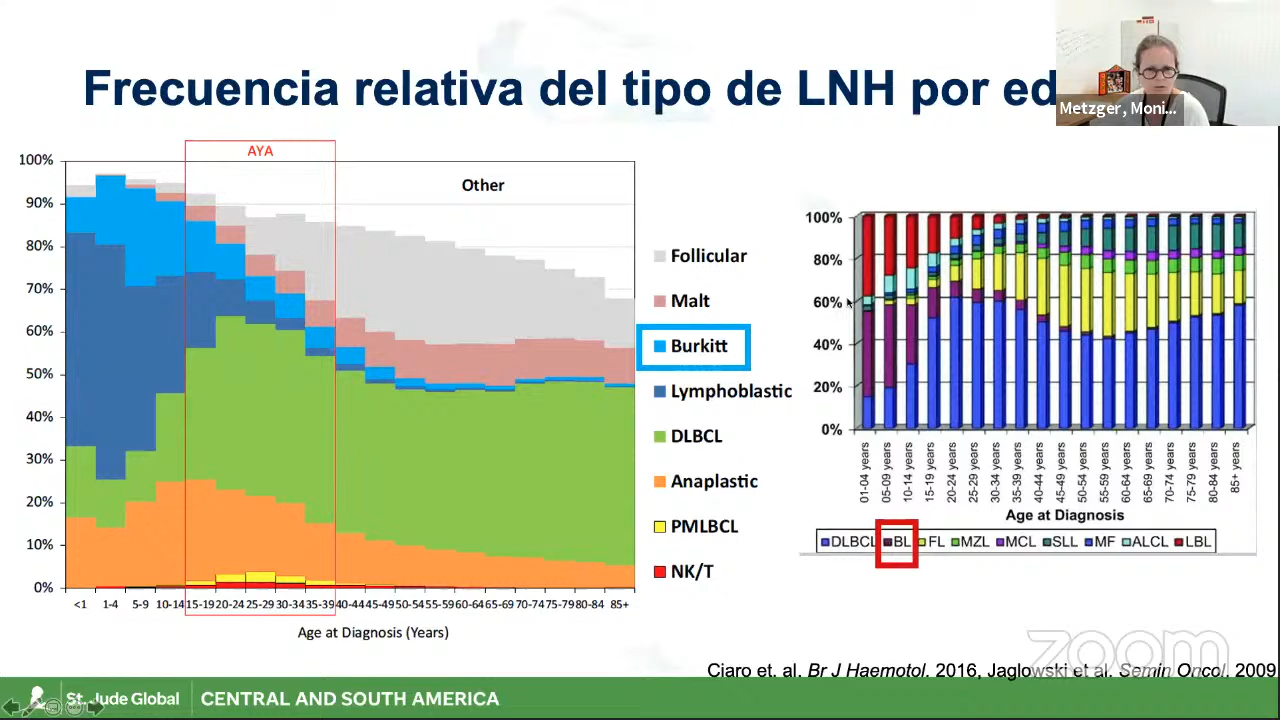 Frecuencia relativa del tipo de LNH por ed
Metzger, Moni...
AYA
Other
100%
90%
80%
70%
60%
50%
40%
30%
20%
10%
0%
<1 1-4 5-9 10-14 15-19 20-24 25-29 30-34 35-39 40-44 45-49 50-54 55-59 60-64 65-69 70-74 75-79 80-84 85+
Age at Diagnosis (Years)
Follicular
Malt
Burkitt
Lymphoblastic
DLBCL
Anaplastic
PMLBCL
NK/T
100%
80%
60%
40%
20%
0%
01-04 years
05-09 years
10-14 years
15-19 years
20-24 years
25-29 years
30-34 years
35-39 years
40-44 years
45-49 years
50-54 years
55-59 years
60-64 years
65-69 years
70-74 years
75-79 years
80-84 years
85+ years
Age at Diagnosis
DLBCL BL FL MZL MCL SLL MF ALCL LBL
zoom
Ciaro et. al. Br J Haemotol. 2016, Jaglowski et al. Semin Oncol. 2009
St. Jude Global CENTRAL AND SOUTH AMERICA